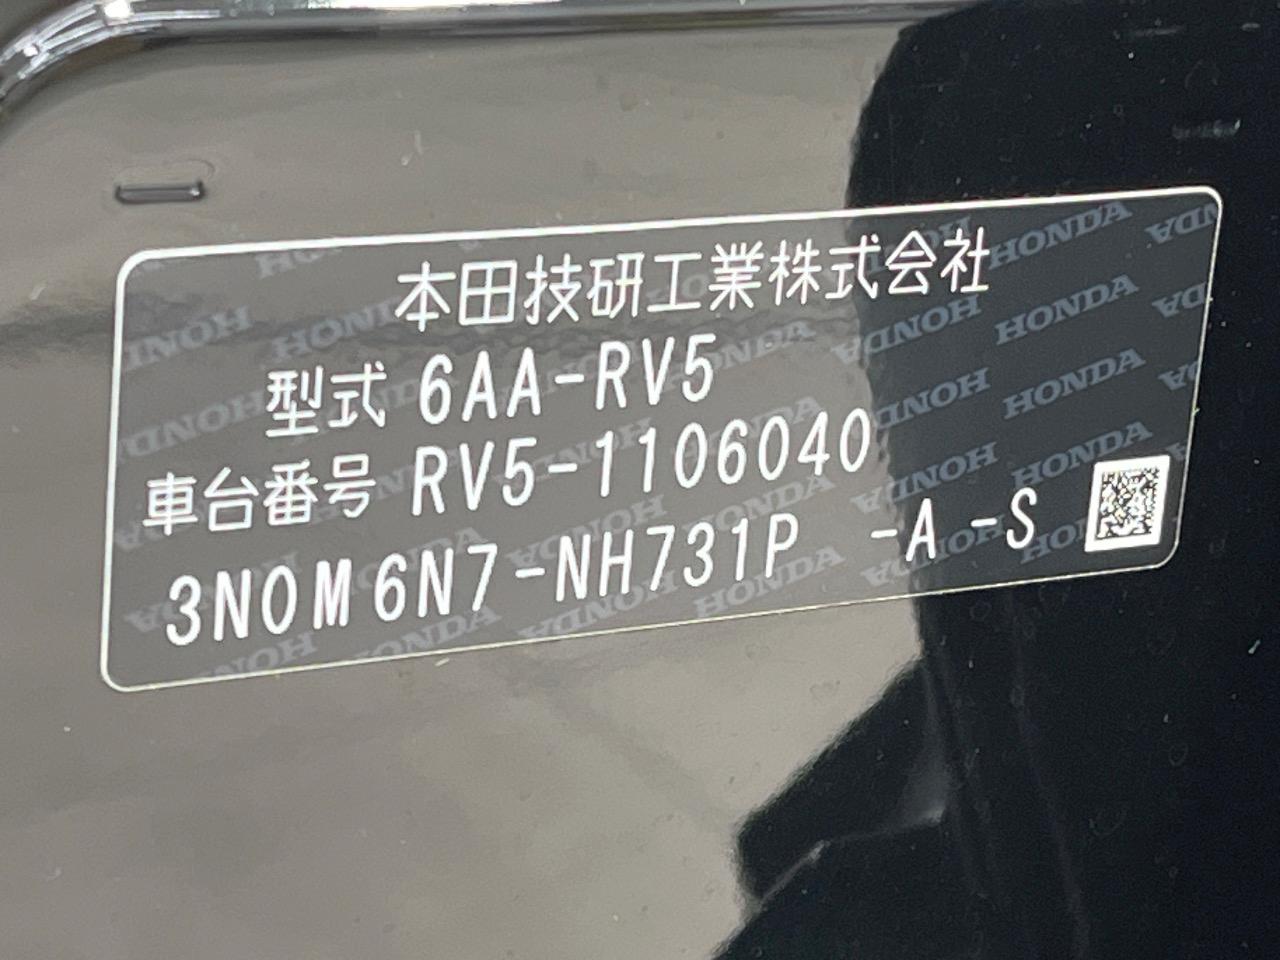 本田技研工業株式会社
型式 6AA-RV5
車台番号 RV5-1106040
3N0M6N7-NH731P -A -S